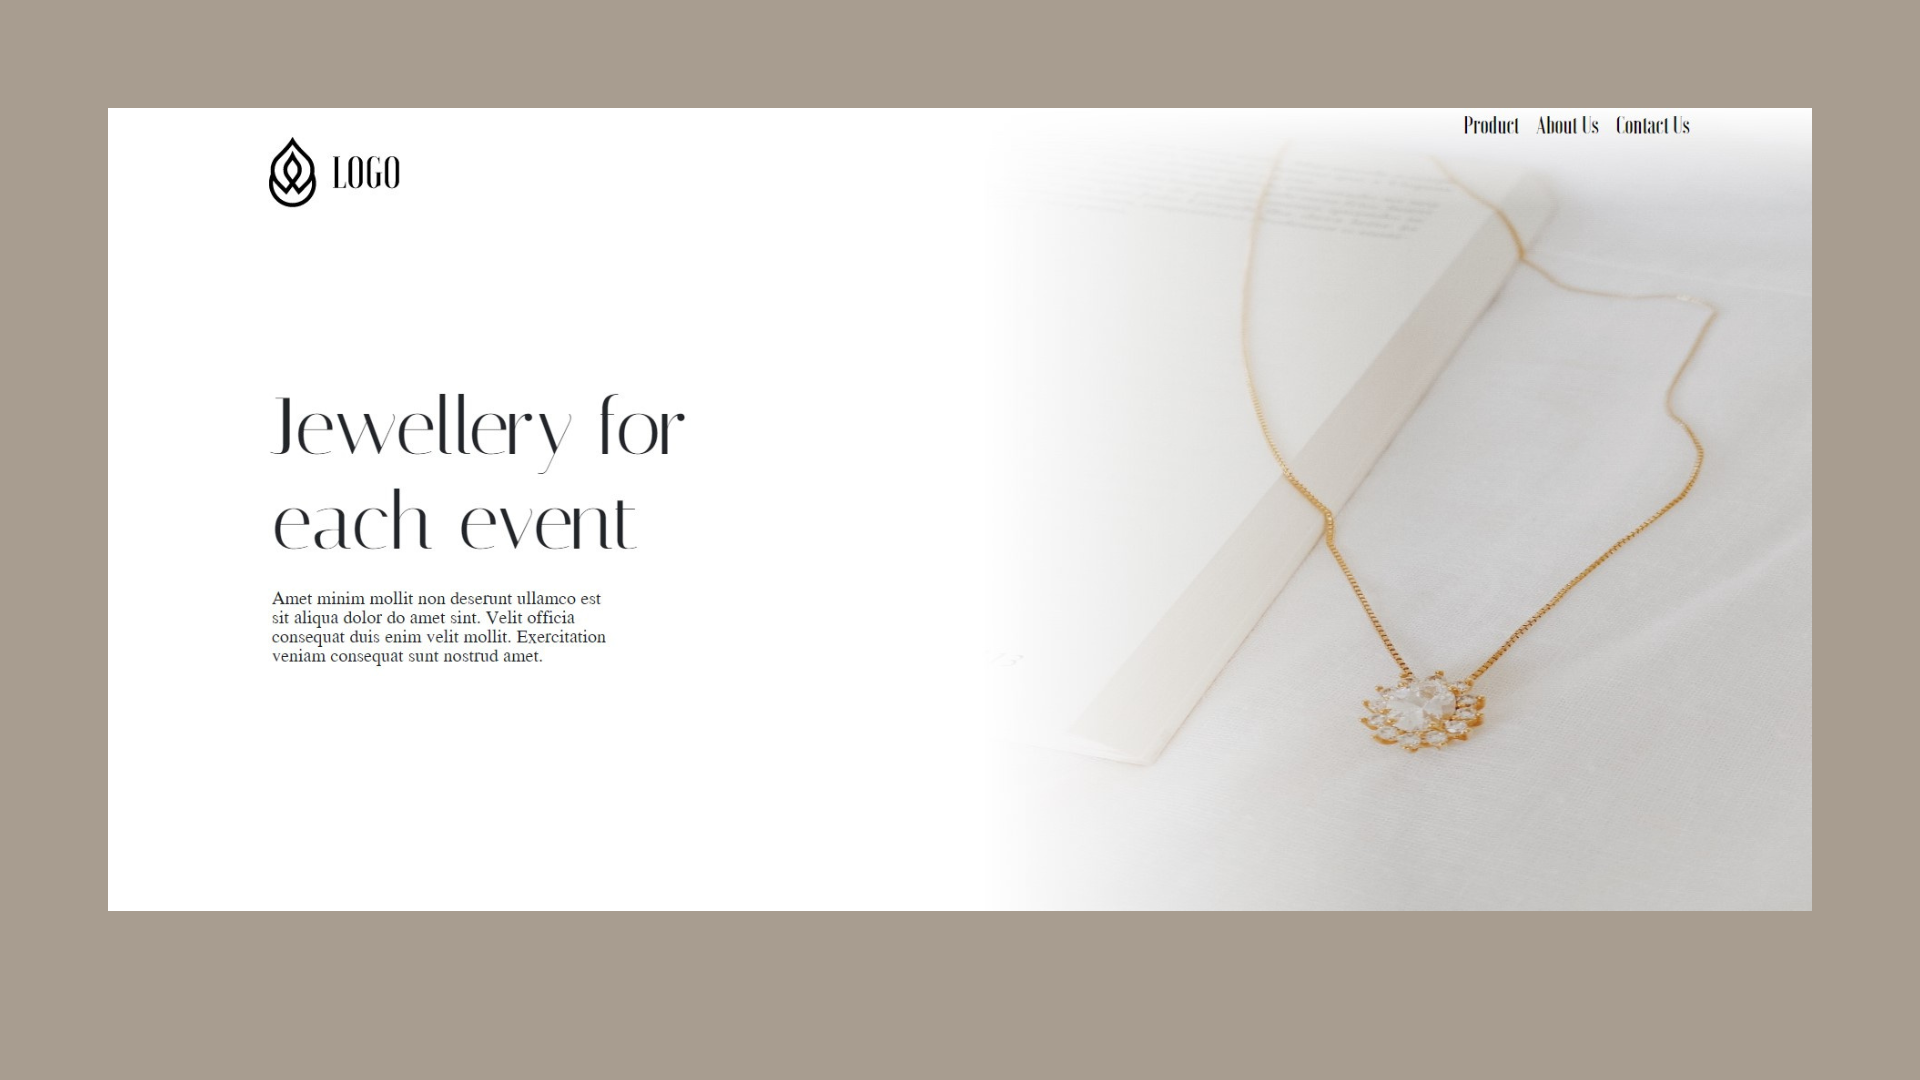 Product About Us Contact Us
LOGO
Jewellery for
each event
Amet minim mollit non deserunt ullamco est
sit aliqua dolor do amet sint. Velit officia
consequat duis enim velit mollit. Exercitation
veniam consequat sunt nostrud amet.